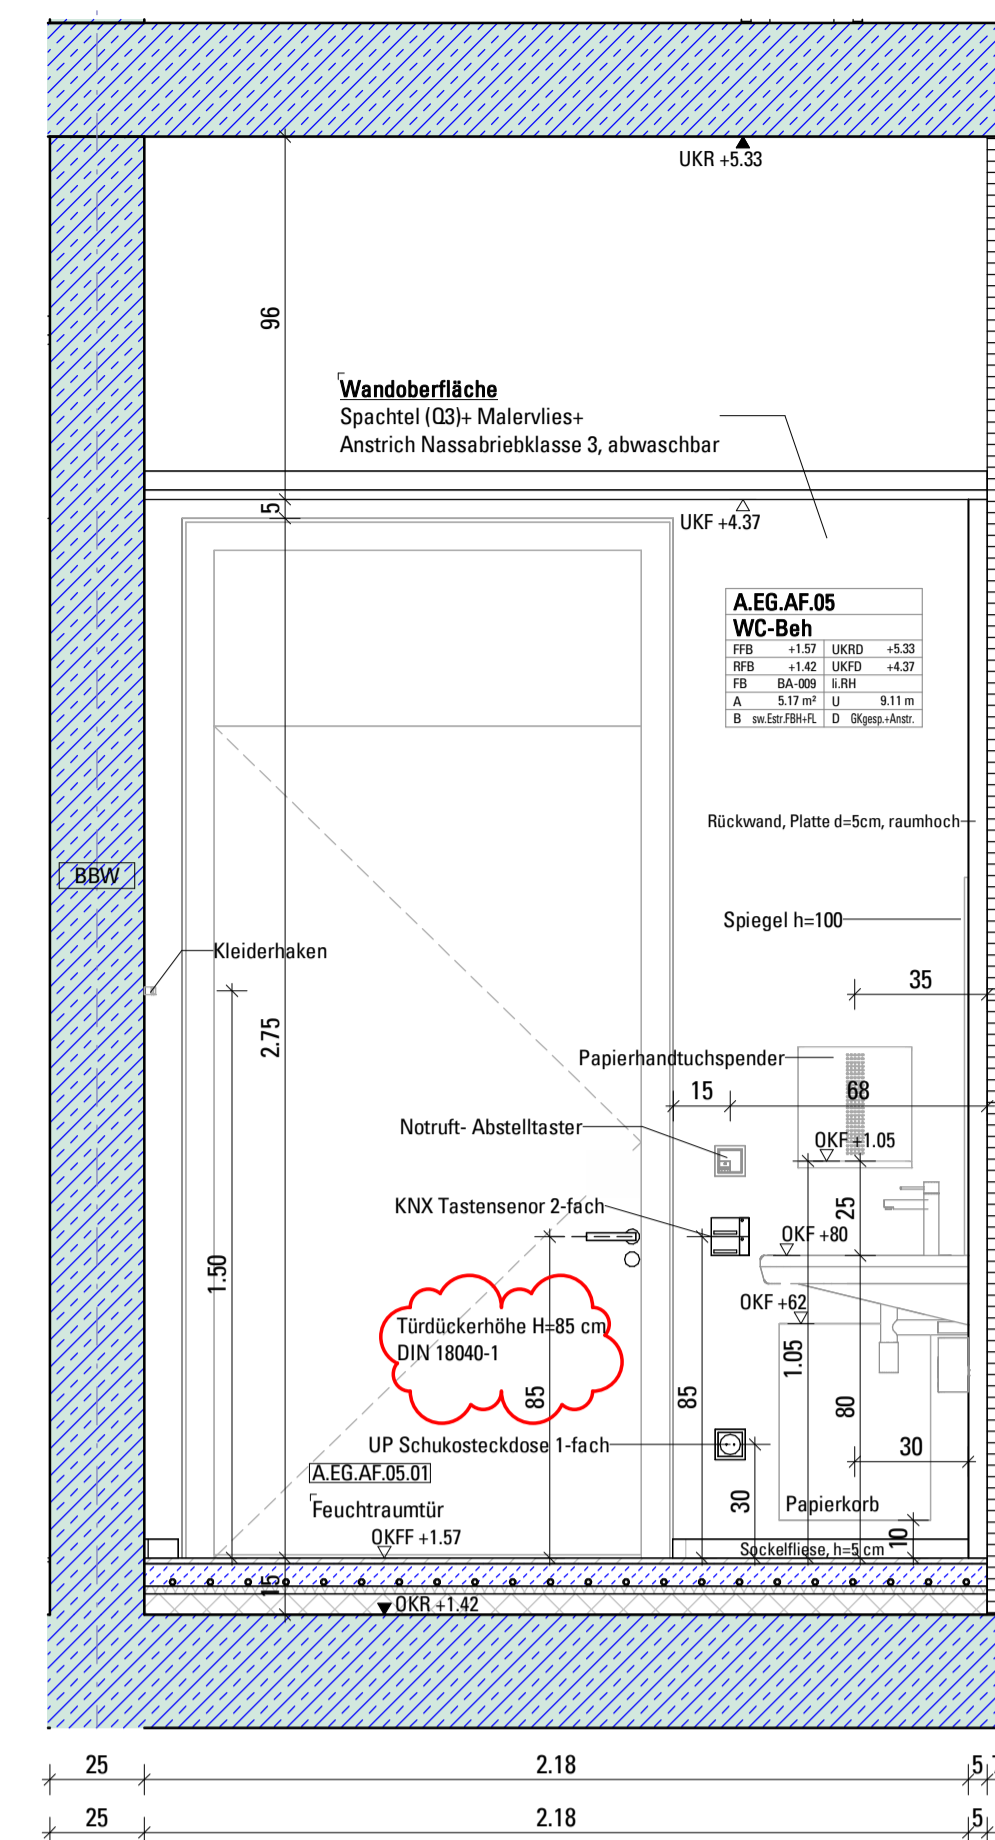 UKR +5.33
96
Wandoberfläche
Spachtel (Q3)+ Malervlies+
Anstrich Nassabriebklasse 3, abwaschbar
5
UKF +4.37
A.EG.AF.05
WC-Beh
FFB +1.57 UKRD +5.33
RFB +1.42 UKFD +4.37
FB BA-009 li.RH
A 5.17 m² U 9.11 m
B sw.Estr.FBH+FL D GKgesp.+Anstr.
Rückwand, Platte d=5cm, raumhoch
BBW
Spiegel h=100
Kleiderhaken
35
2.75
Papierhandtuchspender
15
68
Notruft- Abstelltaster
OKF +1.05
KNX Tastensenor 2-fach
25
OKF +80
1.50
OKF +62
Türdückerhöhe H=85 cm
DIN 18040-1
1.05
85
85
80
UP Schukosteckdose 1-fach
30
A.EG.AF.05.01
30
Papierkorb
Feuchtraumtür
OKFF +1.57
10
Sockelfliese, h=5 cm
15
OKR +1.42
25
2.18
5
25
2.18
5